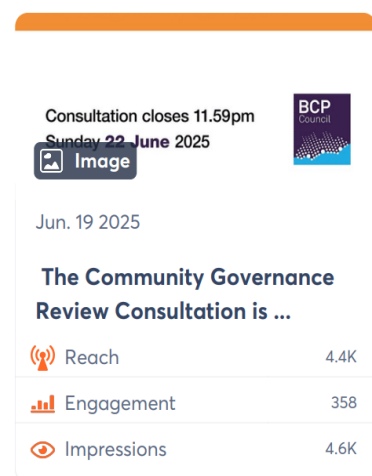 Consultation closes 11.59pm
Sunday 22 June 2025
BCP
Council
Image
Jun. 19 2025
The Community Governance
Review Consultation is ...
Reach 4.4K
Engagement 358
Impressions 4.6K